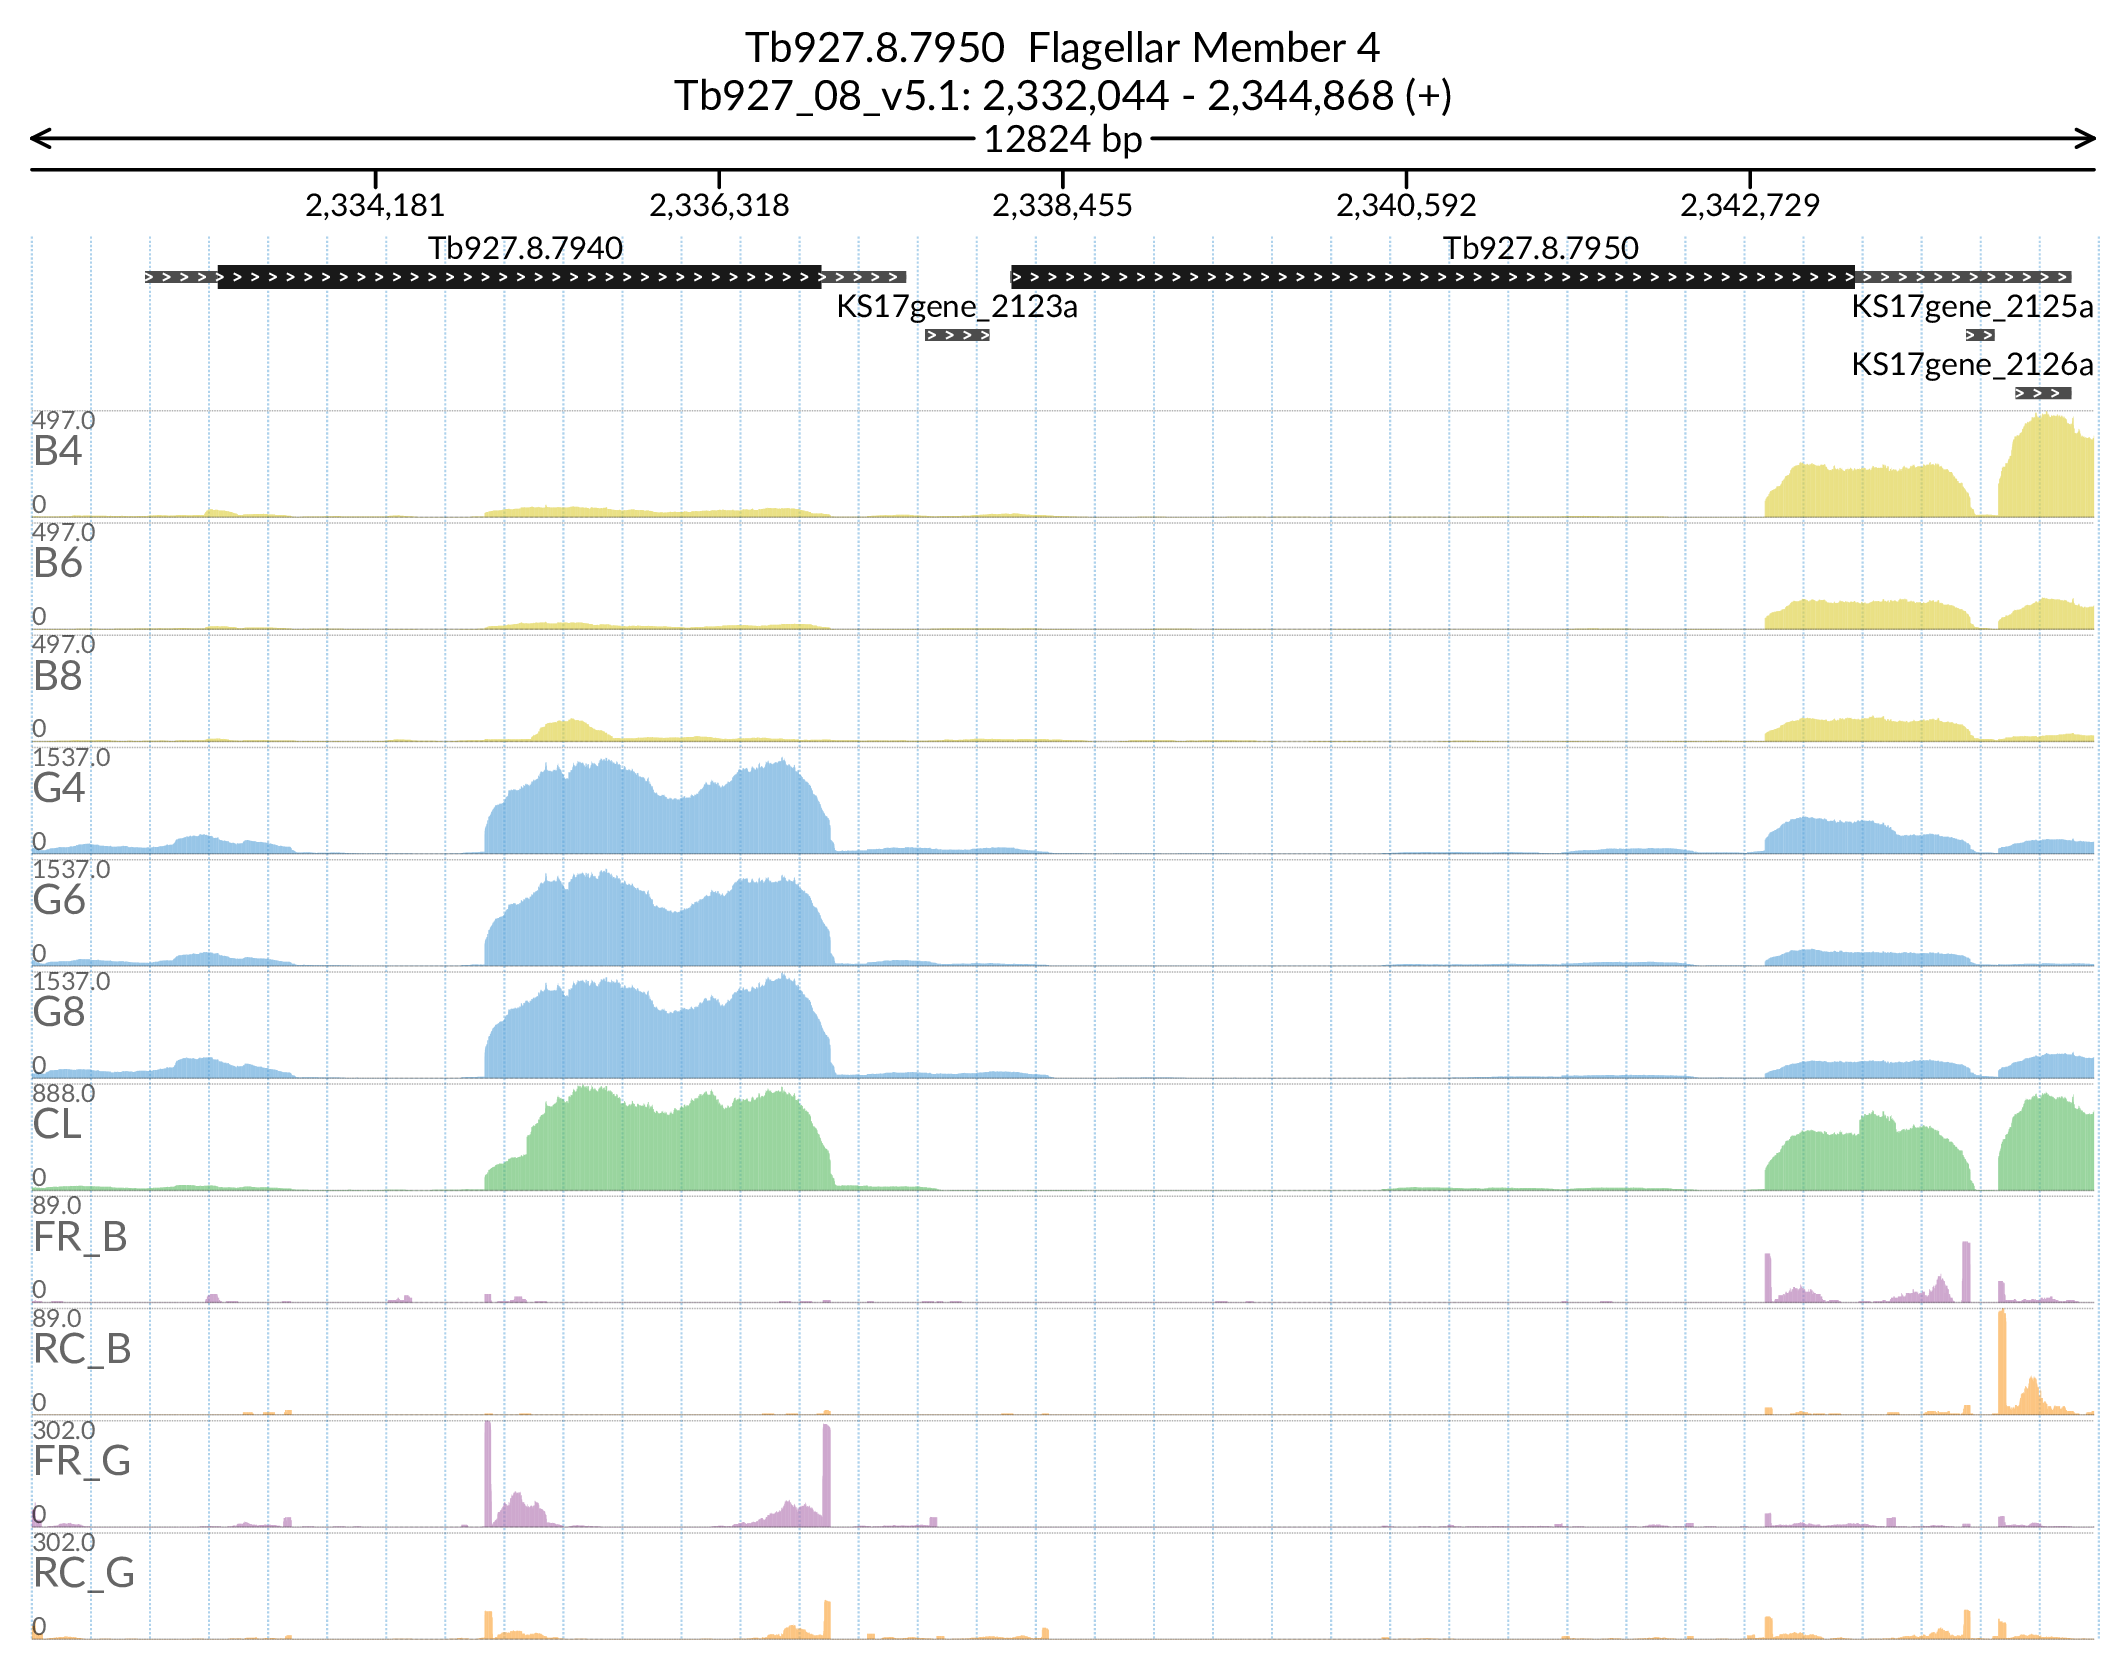 Tb927.8.7950  Flagellar Member 4
Tb927_08_v5.1: 2,332,044 - 2,344,868 (+)
12824 bp
2,334,181 2,336,318 2,338,455 2,340,592 2,342,729
Tb927.8.7940 Tb927.8.7950
KS17gene_2123a KS17gene_2125a
KS17gene_2126a
497.0
B4
0
497.0
B6
0
497.0
B8
0
1537.0
G4
0
1537.0
G6
0
1537.0
G8
0
888.0
CL
0
89.0
FR_B
0
89.0
RC_B
0
302.0
FR_G
0
302.0
RC_G
0